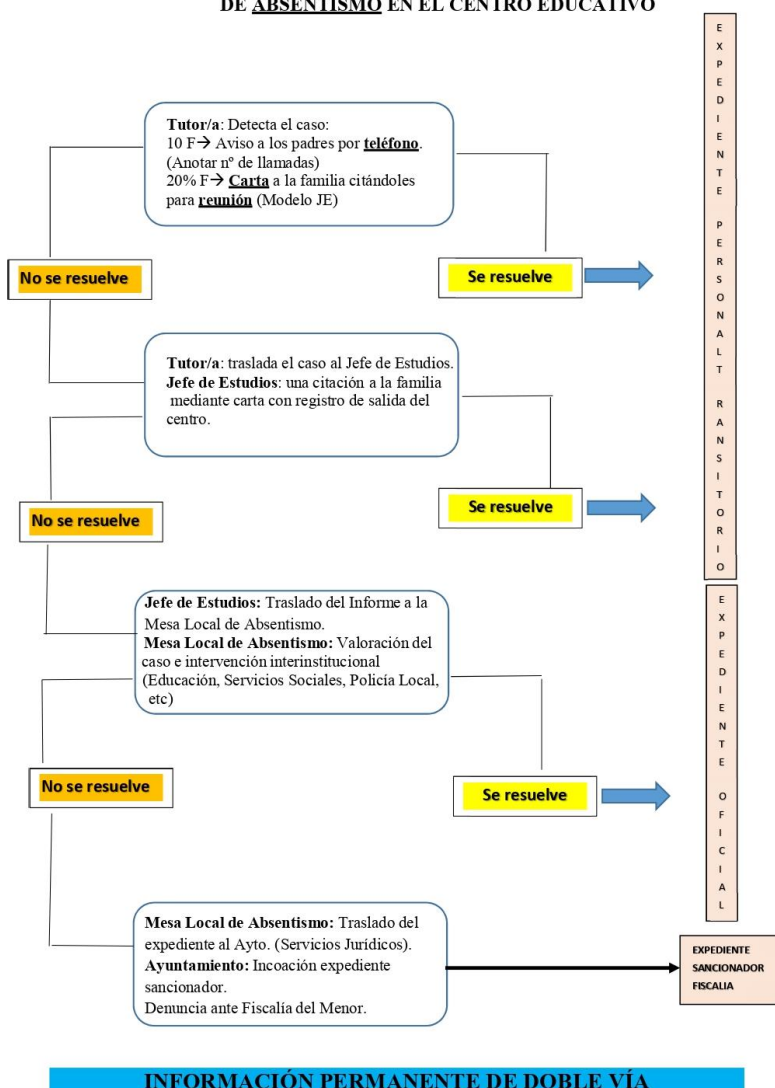 DE ABSENTISMO EN EL CENTRO EDUCATIVO
Tutor/a: Detecta el caso:
10 F→ Aviso a los padres por teléfono.
(Anotar nº de llamadas)
20% F→ Carta a la familia citándoles
para reunión (Modelo JE)
No se resuelve
Se resuelve
Tutor/a: traslada el caso al Jefe de Estudios.
Jefe de Estudios: una citación a la familia
mediante carta con registro de salida del
centro.
No se resuelve
Se resuelve
EXPEDIENTE PERSONALT RANSITORIO
Jefe de Estudios: Traslado del Informe a la
Mesa Local de Absentismo.
Mesa Local de Absentismo: Valoración del
caso e intervención interinstitucional
(Educación, Servicios Sociales, Policía Local,
etc)
No se resuelve
Se resuelve
EXPEDIENTE OFICIAL
Mesa Local de Absentismo: Traslado del
expediente al Ayto. (Servicios Jurídicos).
Ayuntamiento: Incoación expediente
sancionador.
Denuncia ante Fiscalía del Menor.
EXPEDIENTE
SANCIONADOR
FISCALIA
INFORMACIÓN PERMANENTE DE DOBLE VÍA